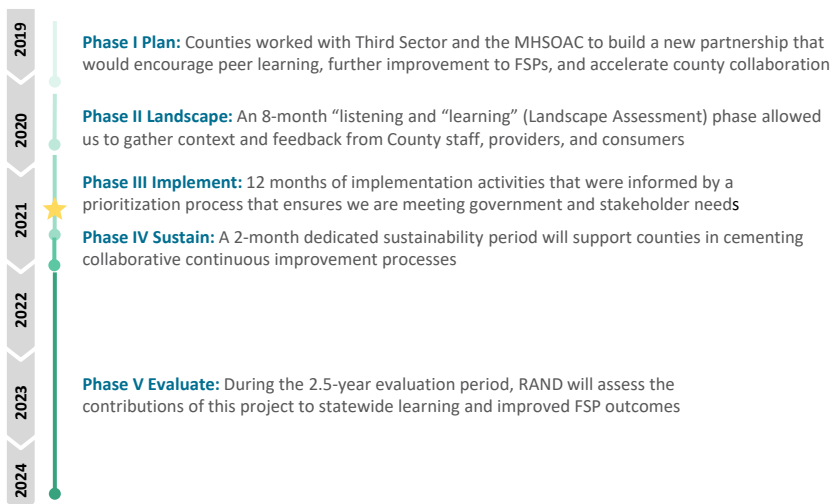 2019
Phase I Plan: Counties worked with Third Sector and the MHSOAC to build a new partnership that
would encourage peer learning, further improvement to FSPs, and accelerate county collaboration
2020
Phase II Landscape: An 8-month “listening and “learning” (Landscape Assessment) phase allowed
us to gather context and feedback from County staff, providers, and consumers
2021
Phase III Implement: 12 months of implementation activities that were informed by a
prioritization process that ensures we are meeting government and stakeholder needs
Phase IV Sustain: A 2-month dedicated sustainability period will support counties in cementing
collaborative continuous improvement processes
2022
2023
Phase V Evaluate: During the 2.5-year evaluation period, RAND will assess the
contributions of this project to statewide learning and improved FSP outcomes
2024